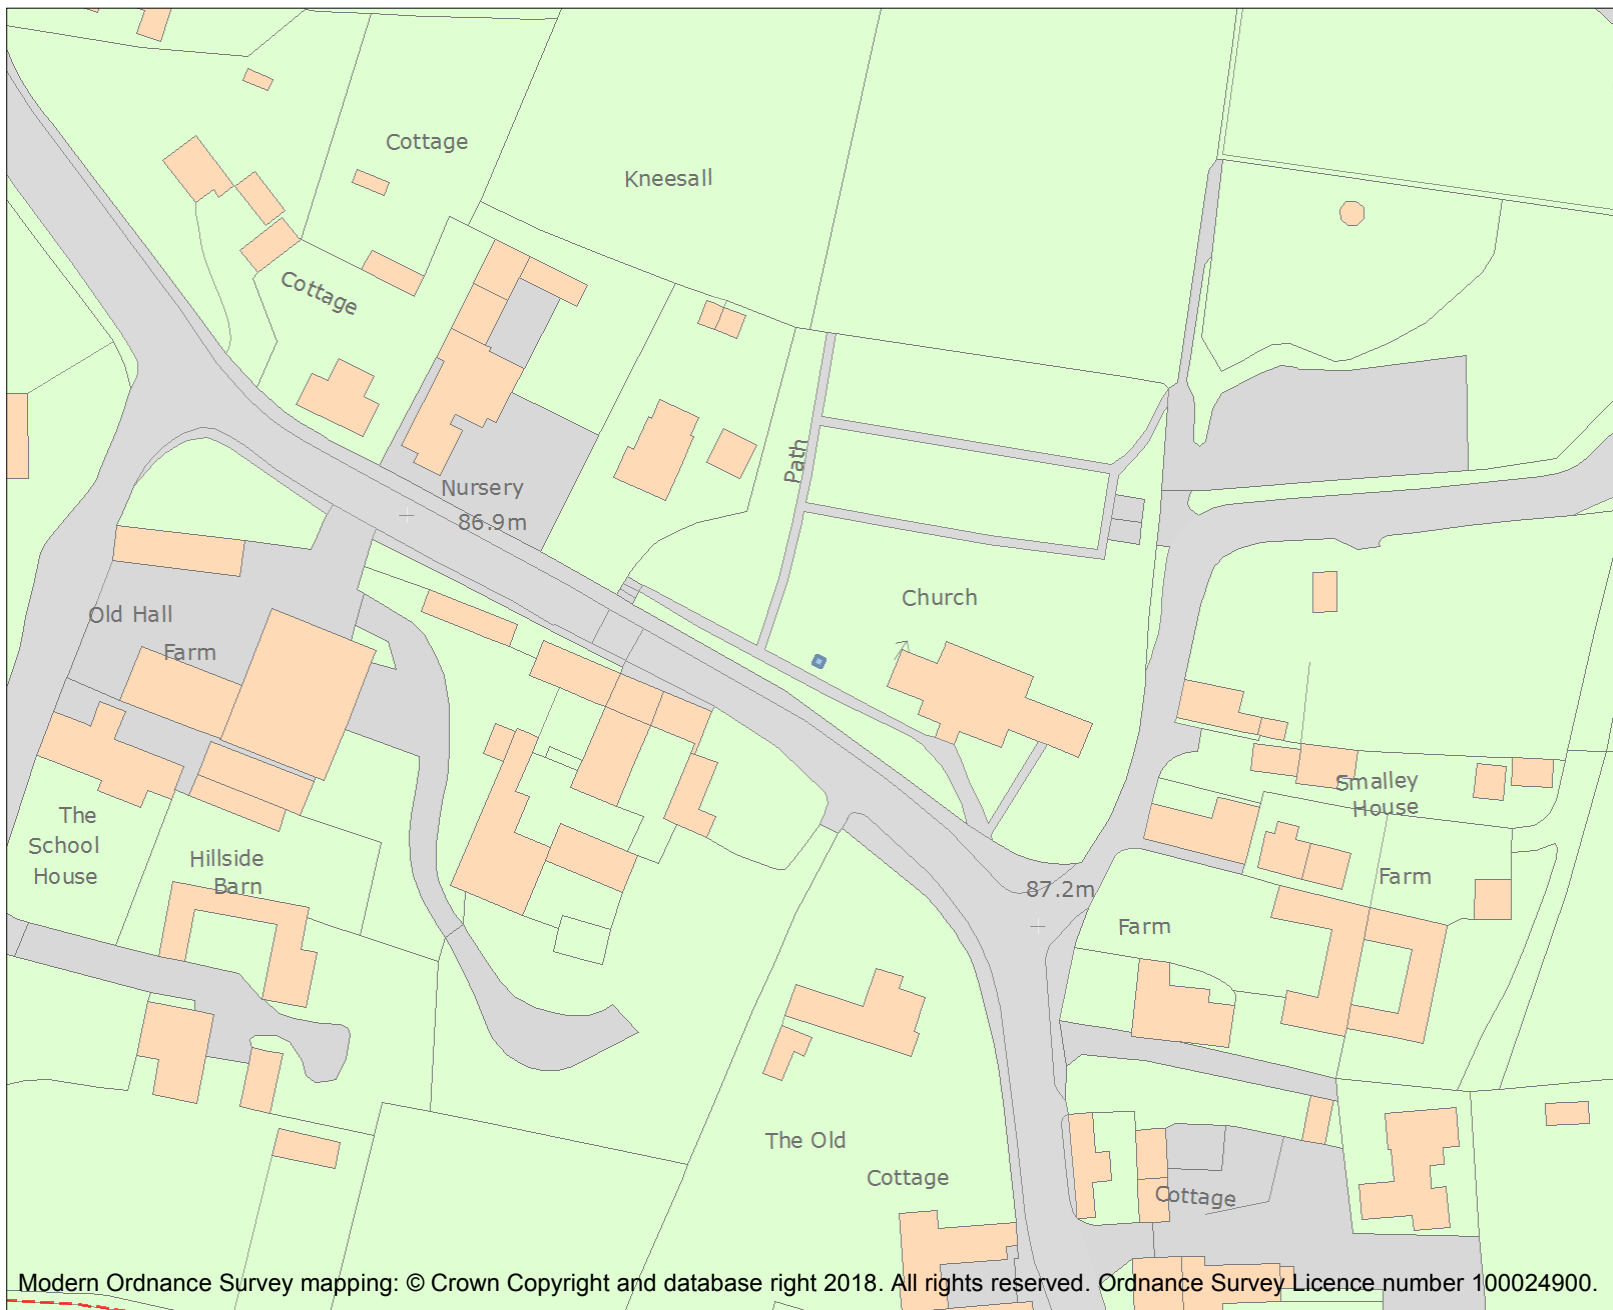 Cottage
Kneesall
Cottage
Path
Nursery
86.9m
Church
Old Hall
Farm
Smalley
House
The
School
House
Hillside
Barn
Farm
87.2m
Farm
The Old
Cottage
Cottage
Modern Ordnance Survey mapping: © Crown Copyright and database right 2018. All rights reserved. Ordnance Survey Licence number 100024900.